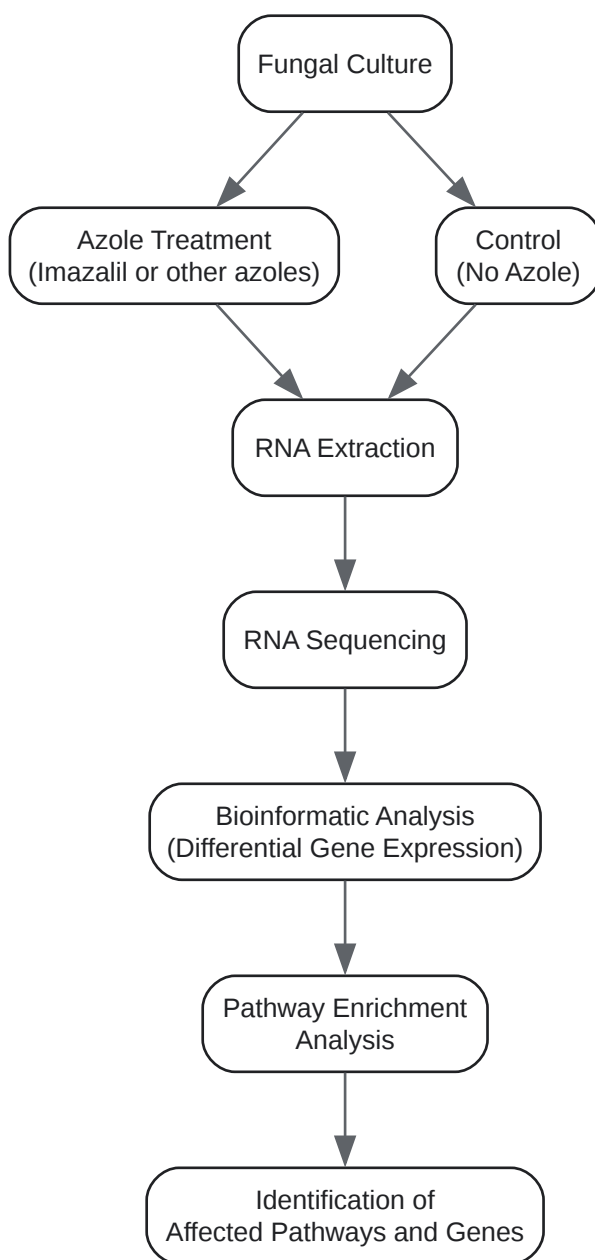 Fungal Culture
Azole Treatment
(Imazalil or other azoles)
Control
(No Azole)
RNA Extraction
RNA Sequencing
Bioinformatic Analysis
(Differential Gene Expression)
Pathway Enrichment
Analysis
Identification of
Affected Pathways and Genes